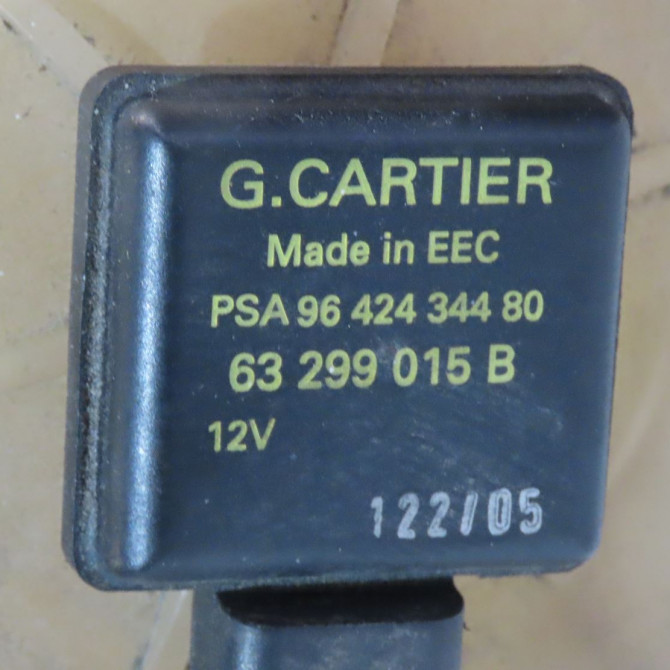 G.CARTIER
Made in EEC
PSA 96 424 344 80
63 299 015 B
12V
122/05